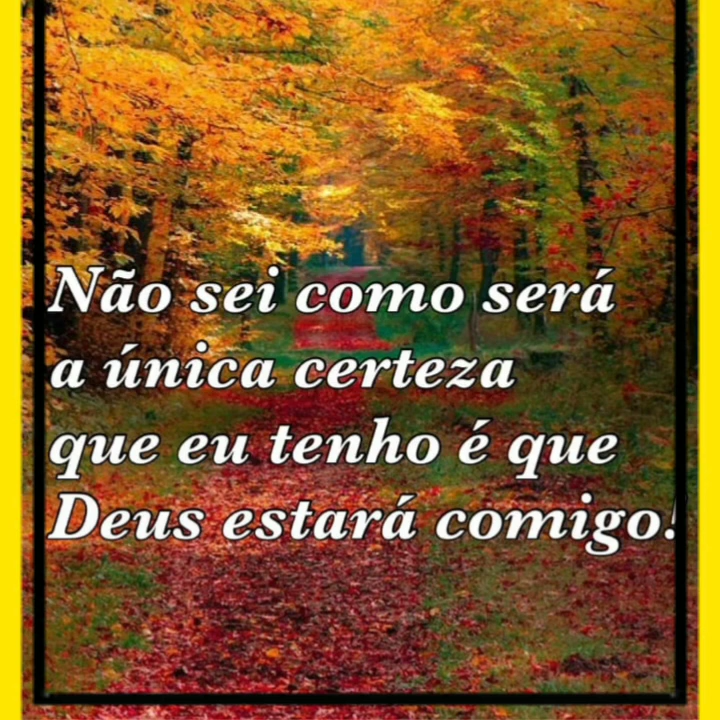 Não sei como será
a única certeza
que eu tenho é que
Deus estará comigo!